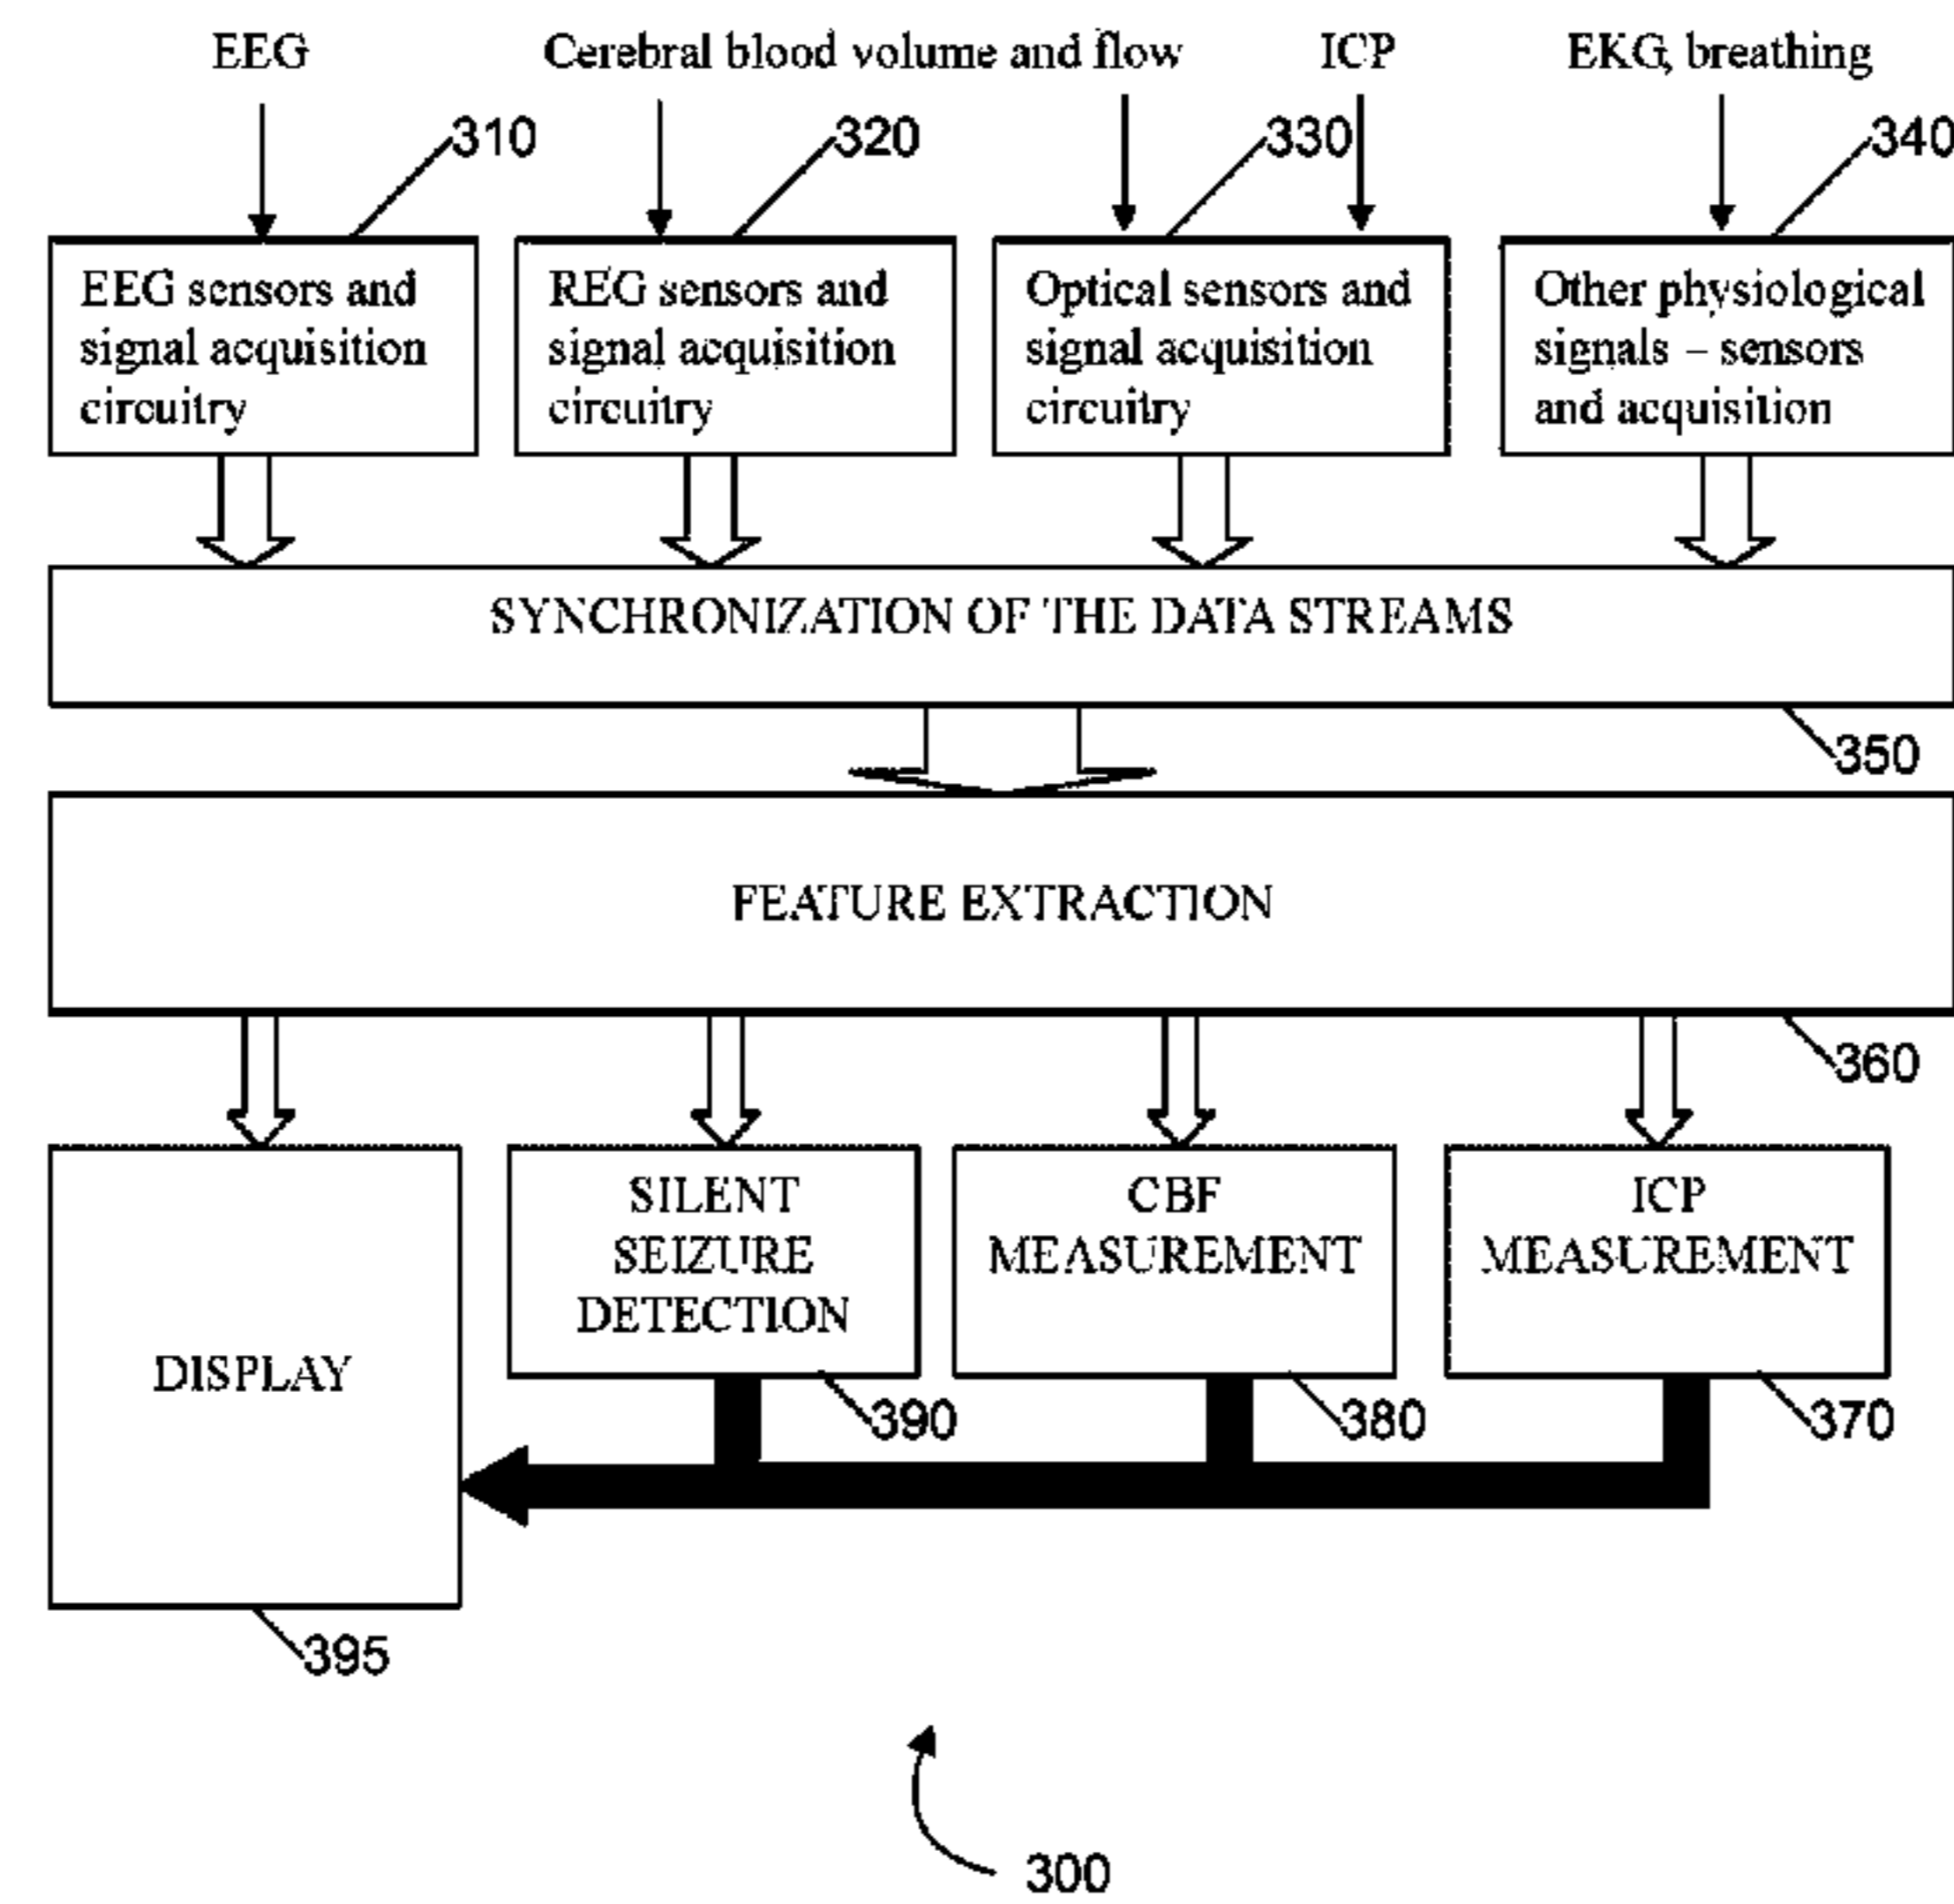 EEG
Cerebral blood volume and flow
ICP
EKG, breathing
310
320
330
340
EEG sensors and
signal acquisition
circuitry
REG sensors and
signal acquisition
circuitry
Optical sensors and
signal acquisition
circuitry
Other physiological
signals – sensors
and acquisition
SYNCHRONIZATION OF THE DATA STREAMS
350
FEATURE EXTRACTION
360
DISPLAY
SILENT
SEIZURE
DETECTION
CBF
MEASUREMENT
ICP
MEASUREMENT
390
380
370
395
300